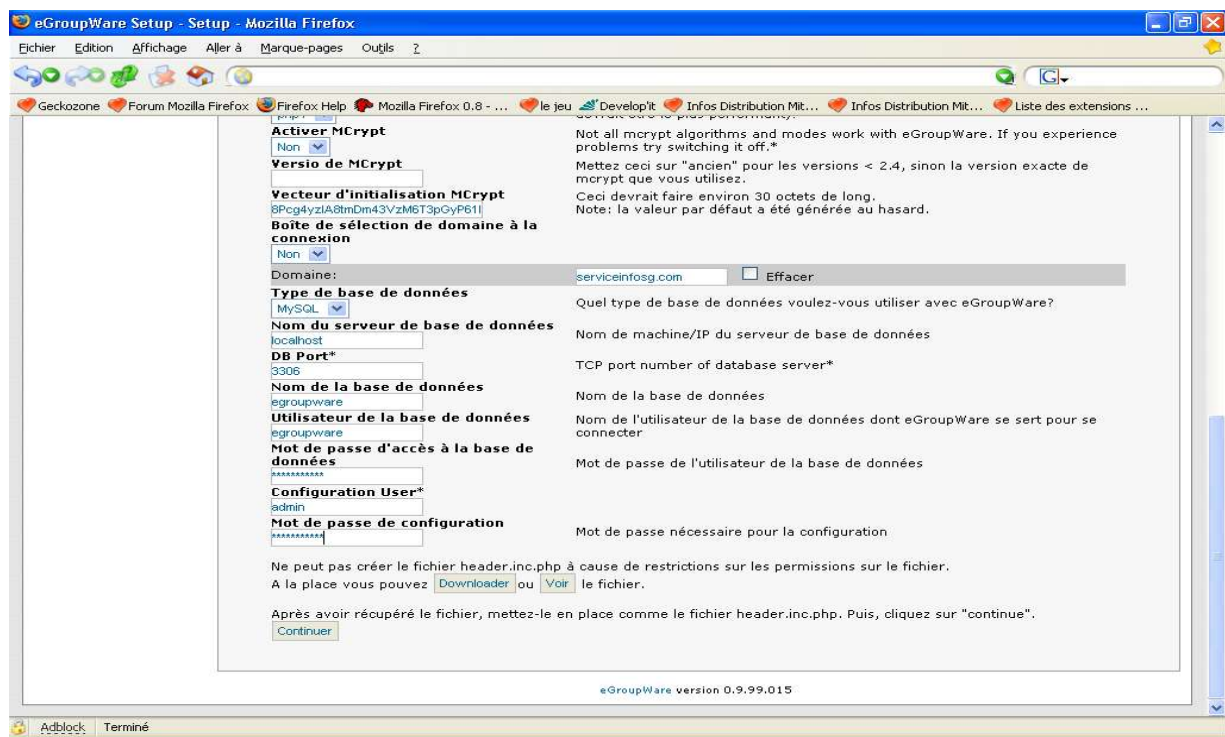 eGroupWare Setup - Setup - Mozilla Firefox
Fichier Edition Affichage Aller à Marque-pages Outils ?
G
Geckozone Forum Mozilla Firefox Firefox Help Mozilla Firefox 0.8 - ... le jeu Develop'it Infos Distribution Mit... Infos Distribution Mit... Liste des extensions ...
devrait être le plus performant).
Activer MCrypt
Non
Not all mcrypt algorithms and modes work with eGroupWare. If you experience
problems try switching it off.*
Versio de MCrypt
Mettez ceci sur "ancien" pour les versions < 2.4, sinon la version exacte de
mcrypt que vous utilisez.
Vecteur d'initialisation MCrypt
8Pcg4yzIA8tmDm43VzM6T3pGyP61I
Ceci devrait faire environ 30 octets de long.
Note: la valeur par défaut a été générée au hasard.
Boîte de sélection de domaine à la
connexion
Non
Domaine: serviceinfosg.com Effacer
Type de base de données
MySQL
Quel type de base de données voulez-vous utiliser avec eGroupWare?
Nom du serveur de base de données
localhost
Nom de machine/IP du serveur de base de données
DB Port*
3306
TCP port number of database server*
Nom de la base de données
egroupware
Nom de la base de données
Utilisateur de la base de données
egroupware
Nom de l'utilisateur de la base de données dont eGroupWare se sert pour se
connecter
Mot de passe d'accès à la base de
données
***********
Mot de passe de l'utilisateur de la base de données
Configuration User*
admin
Mot de passe de configuration
***********
Mot de passe nécessaire pour la configuration
Ne peut pas créer le fichier header.inc.php à cause de restrictions sur les permissions sur le fichier.
A la place vous pouvez Downloader ou Voir le fichier.
Après avoir récupéré le fichier, mettez-le en place comme le fichier header.inc.php. Puis, cliquez sur "continue".
Continuer
eGroupWare version 0.9.99.015
Adblock Terminé